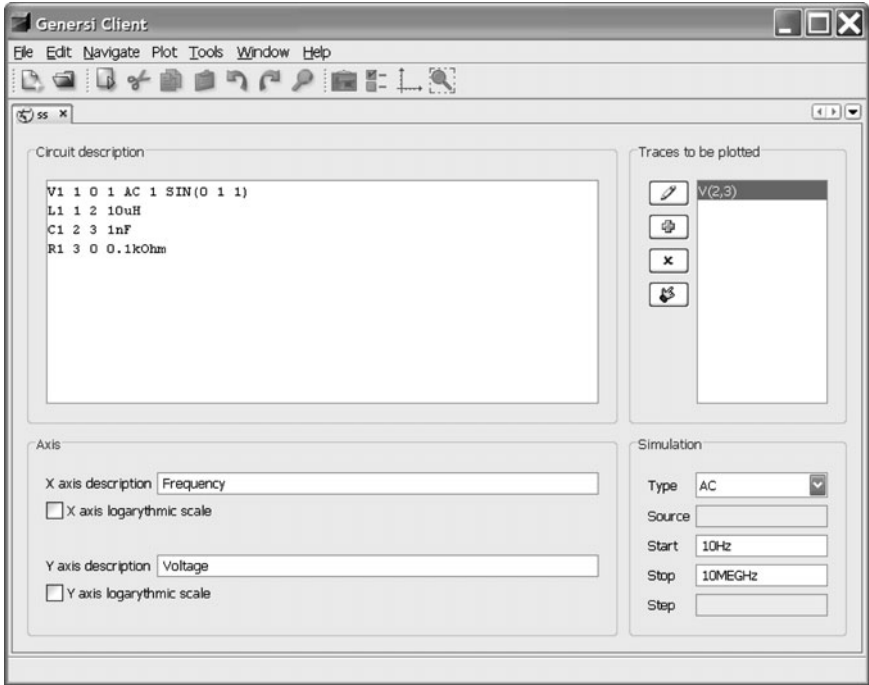 Genersi Client
File Edit Navigate Plot Tools Window Help
ss x
Circuit description
V1 1 0 1 AC 1 SIN(0 1 1)
L1 1 2 10uH
C1 2 3 1nF
R1 3 0 0.1kOhm
Traces to be plotted
V(2,3)
Axis
X axis description Frequency
X axis logarythmic scale
Y axis description Voltage
Y axis logarythmic scale
Simulation
Type AC
Source
Start 10Hz
Stop 10MEGHz
Step